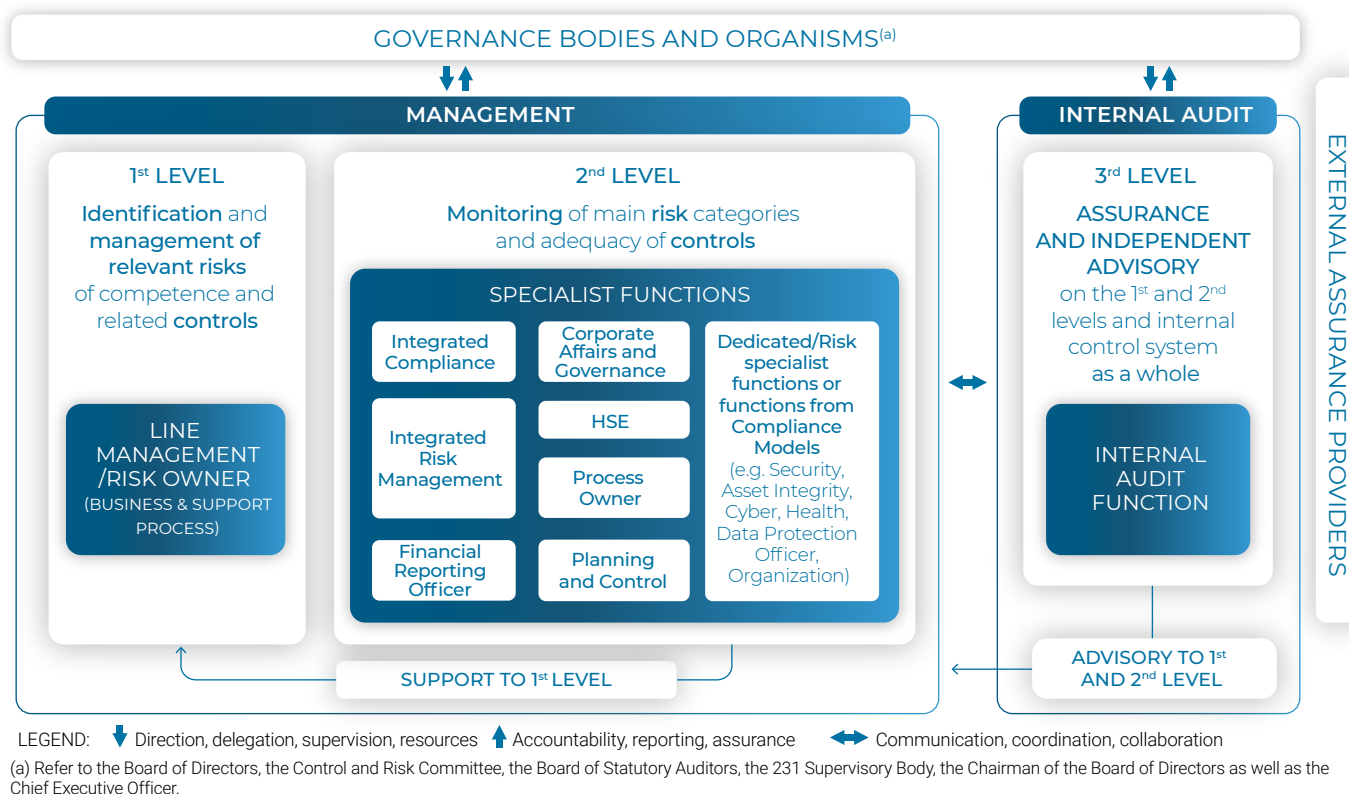 GOVERNANCE BODIES AND ORGANISMS(a)
MANAGEMENT
1st LEVEL
Identification and
management of
relevant risks
of competence and
related controls
LINE
MANAGEMENT
/RISK OWNER
(BUSINESS & SUPPORT
PROCESS)
2nd LEVEL
Monitoring of main risk categories
and adequacy of controls
SPECIALIST FUNCTIONS
Integrated
Compliance
Integrated
Risk
Management
Financial
Reporting
Officer
Corporate
Affairs and
Governance
HSE
Process
Owner
Planning
and Control
Dedicated/Risk
specialist
functions or
functions from
Compliance
Models
(e.g. Security,
Asset Integrity,
Cyber, Health,
Data Protection
Officer,
Organization)
SUPPORT TO 1st LEVEL
INTERNAL AUDIT
3rd LEVEL
ASSURANCE
AND INDEPENDENT
ADVISORY
on the 1st and 2nd
levels and internal
control system
as a whole
INTERNAL
AUDIT
FUNCTION
ADVISORY TO 1st
AND 2nd LEVEL
EXTERNAL ASSURANCE PROVIDERS
LEGEND: Direction, delegation, supervision, resources Accountability, reporting, assurance Communication, coordination, collaboration
(a) Refer to the Board of Directors, the Control and Risk Committee, the Board of Statutory Auditors, the 231 Supervisory Body, the Chairman of the Board of Directors as well as the
Chief Executive Officer.